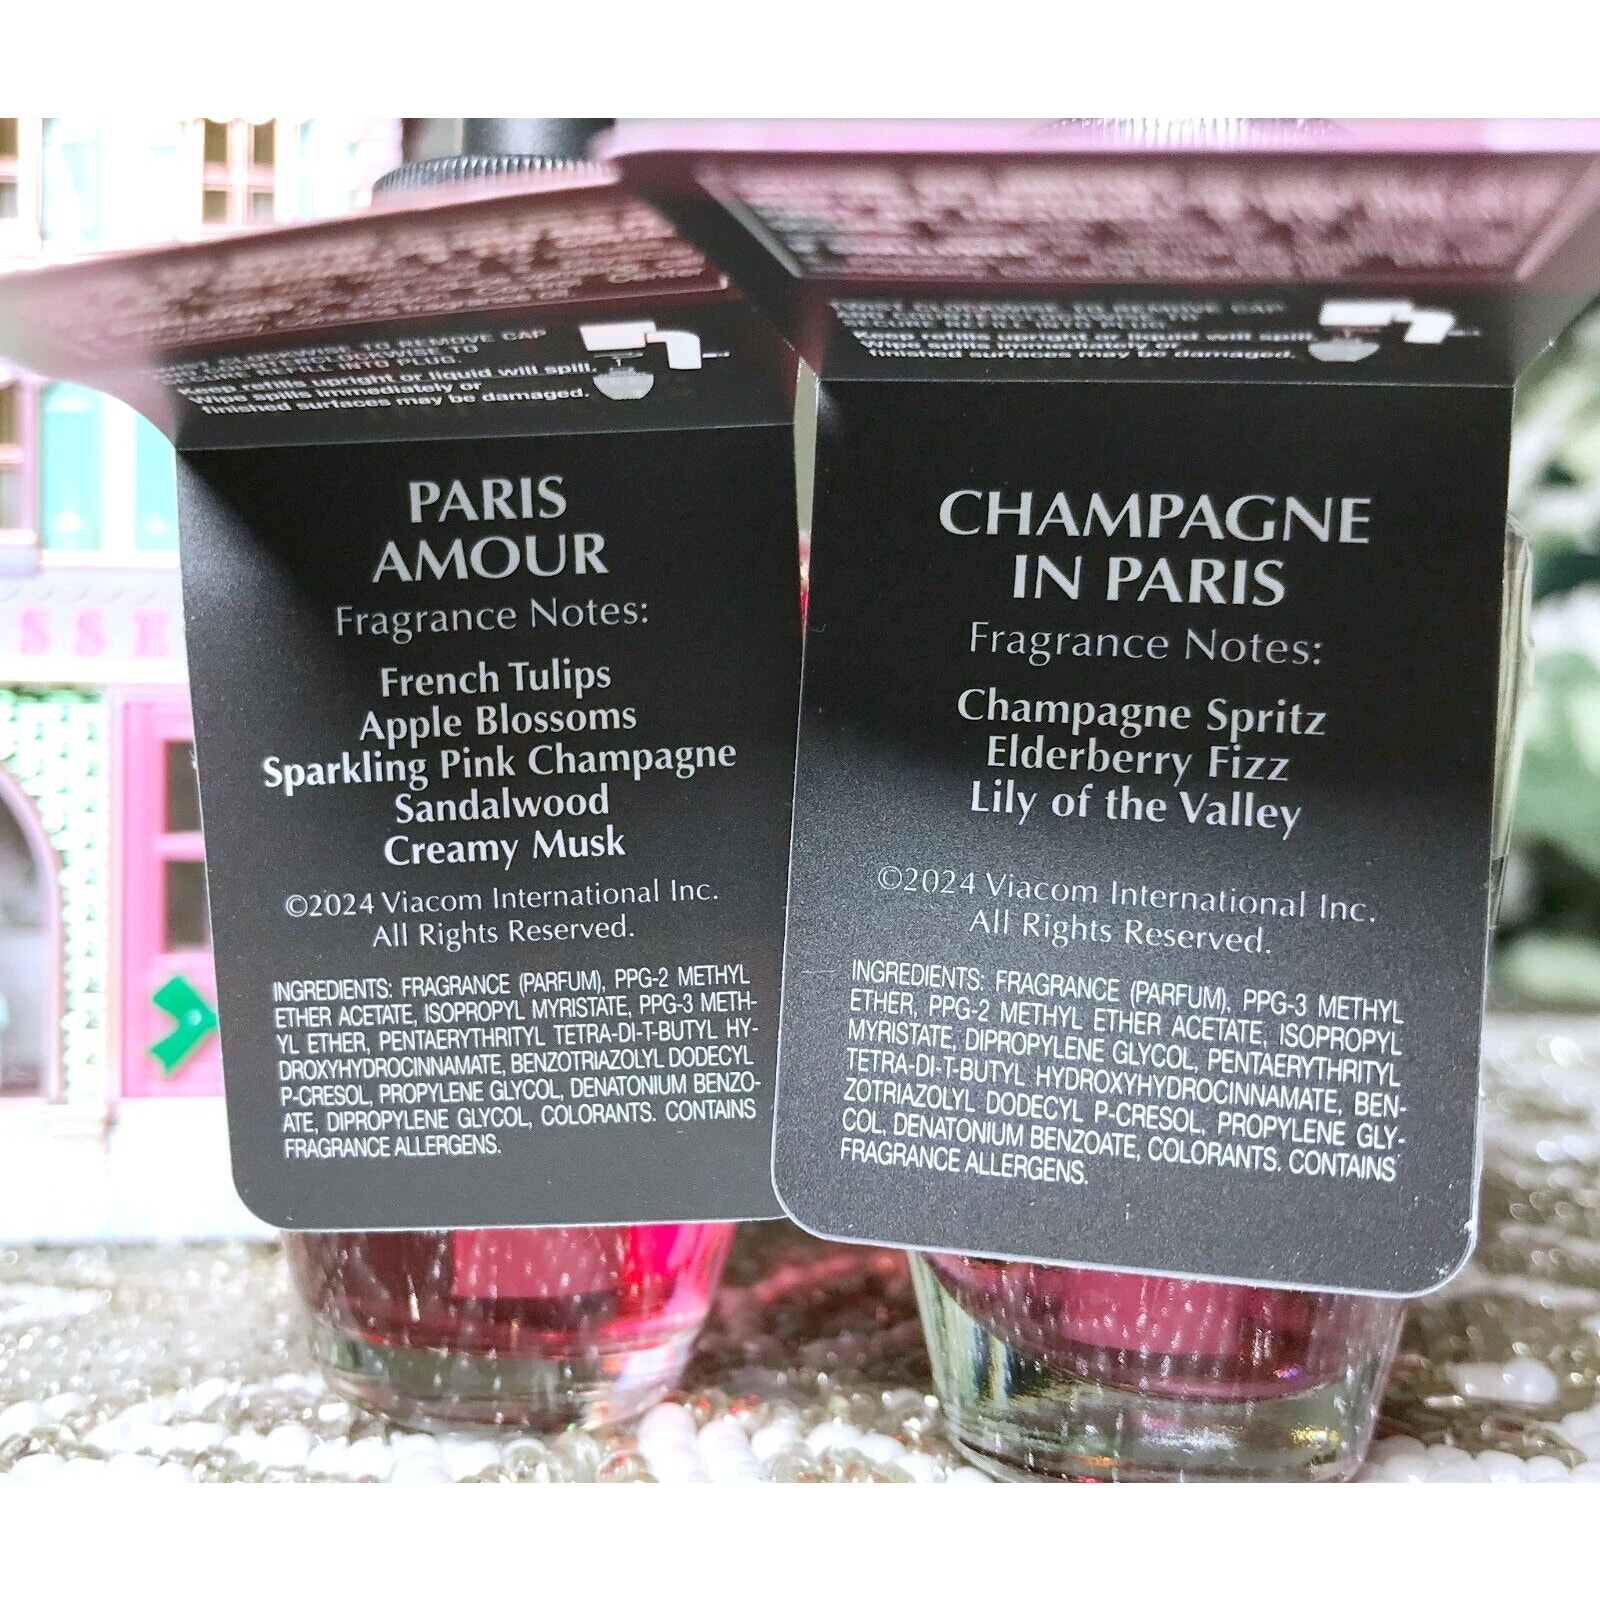 TO REMOVE CAP
Keep refills upright or liquid will spill.
Wipe spills immediately or
finished surfaces may be damaged.
PARIS
AMOUR
Fragrance Notes:
French Tulips
Apple Blossoms
Sparkling Pink Champagne
Sandalwood
Creamy Musk
©2024 Viacom International Inc.
All Rights Reserved.
INGREDIENTS: FRAGRANCE (PARFUM), PPG-2 METHYL
ETHER ACETATE, ISOPROPYL MYRISTATE, PPG-3 METH-
YL ETHER, PENTAERYTHRITYL TETRA-DI-T-BUTYL HY-
DROXYHYDROCINNAMATE, BENZOTRIAZOLYL DODECYL
P-CRESOL, PROPYLENE GLYCOL, DENATONIUM BENZO-
ATE, DIPROPYLENE GLYCOL, COLORANTS. CONTAINS
FRAGRANCE ALLERGENS.
TO REMOVE CAP
Keep refills upright or liquid will spill.
Wipe spills immediately or
finished surfaces may be damaged.
CHAMPAGNE
IN PARIS
Fragrance Notes:
Champagne Spritz
Elderberry Fizz
Lily of the Valley
©2024 Viacom International Inc.
All Rights Reserved.
INGREDIENTS: FRAGRANCE (PARFUM), PPG-3 METHYL
ETHER, PPG-2 METHYL ETHER ACETATE, ISOPROPYL
MYRISTATE, DIPROPYLENE GLYCOL, PENTAERYTHRITYL
TETRA-DI-T-BUTYL HYDROXYHYDROCINNAMATE, BEN-
ZOTRIAZOLYL DODECYL P-CRESOL, PROPYLENE GLY-
COL, DENATONIUM BENZOATE, COLORANTS. CONTAINS
FRAGRANCE ALLERGENS.